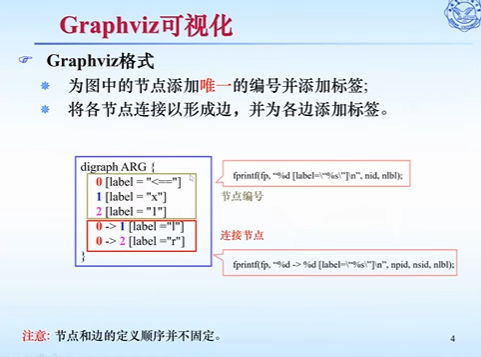 Graphviz可视化
Graphviz格式
为图中的节点添加唯一的编号并添加标签;
将各节点连接以形成边，并为各边添加标签。
digraph ARG {
0 [label = "<=="]
1 [label = "x"]
2 [label = "1"]
0 -> 1 [label ="l"]
0 -> 2 [label ="r"]
}
fprintf(fp, “%d [label=\“%s\”]\n”, nid, nlbl);
节点编号
连接节点
fprintf(fp, “%d -> %d [label=\“%s\”]\n”, npid, nsid, nlbl);
注意: 节点和边的定义顺序并不固定。
4